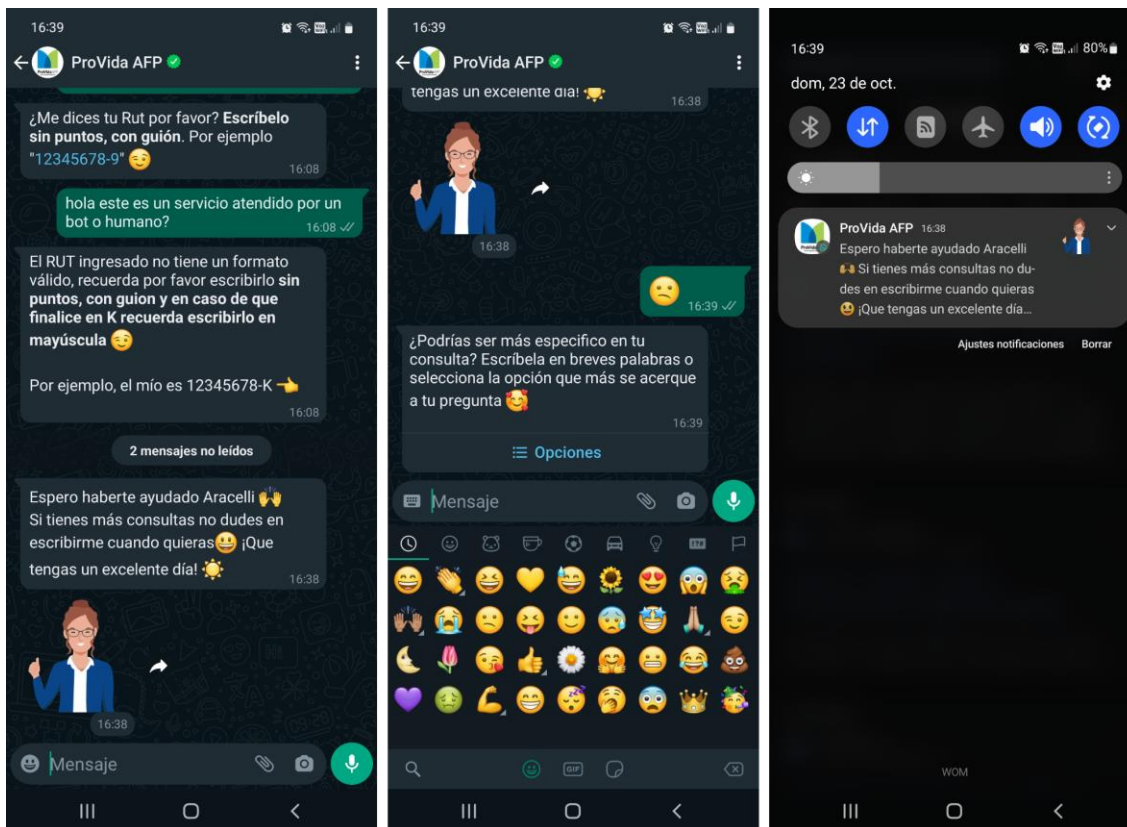 16:39
ProVida AFP
¿Me dices tu Rut por favor? Escríbelo
sin puntos, con guión. Por ejemplo
"12345678-9" 😏
16:08
hola este es un servicio atendido por un
bot o humano?
16:08
El RUT ingresado no tiene un formato
válido, recuerda por favor escribirlo sin
puntos, con guion y en caso de que
finalice en K recuerda escribirlo en
mayúscula 😏
Por ejemplo, el mío es 12345678-K 👈
16:08
2 mensajes no leídos
Espero haberte ayudado Aracelli 🙌
Si tienes más consultas no dudes en
escribirme cuando quieras😃 ¡Que
tengas un excelente día! ☀️
16:38
16:38
Mensaje
16:39
ProVida AFP
tengas un excelente día! ☀️
16:38
16:38
🙁
16:39
¿Podrías ser más especifico en tu
consulta? Escríbela en breves palabras o
selecciona la opción que más se acerque
a tu pregunta 🥰
16:39
Opciones
Mensaje
GIF
16:39
80%
dom, 23 de oct.
ProVida AFP 16:38
Espero haberte ayudado Aracelli
🙌 Si tienes más consultas no du-
des en escribirme cuando quieras
😃 ¡Que tengas un excelente día...
Ajustes notificaciones Borrar
WOM